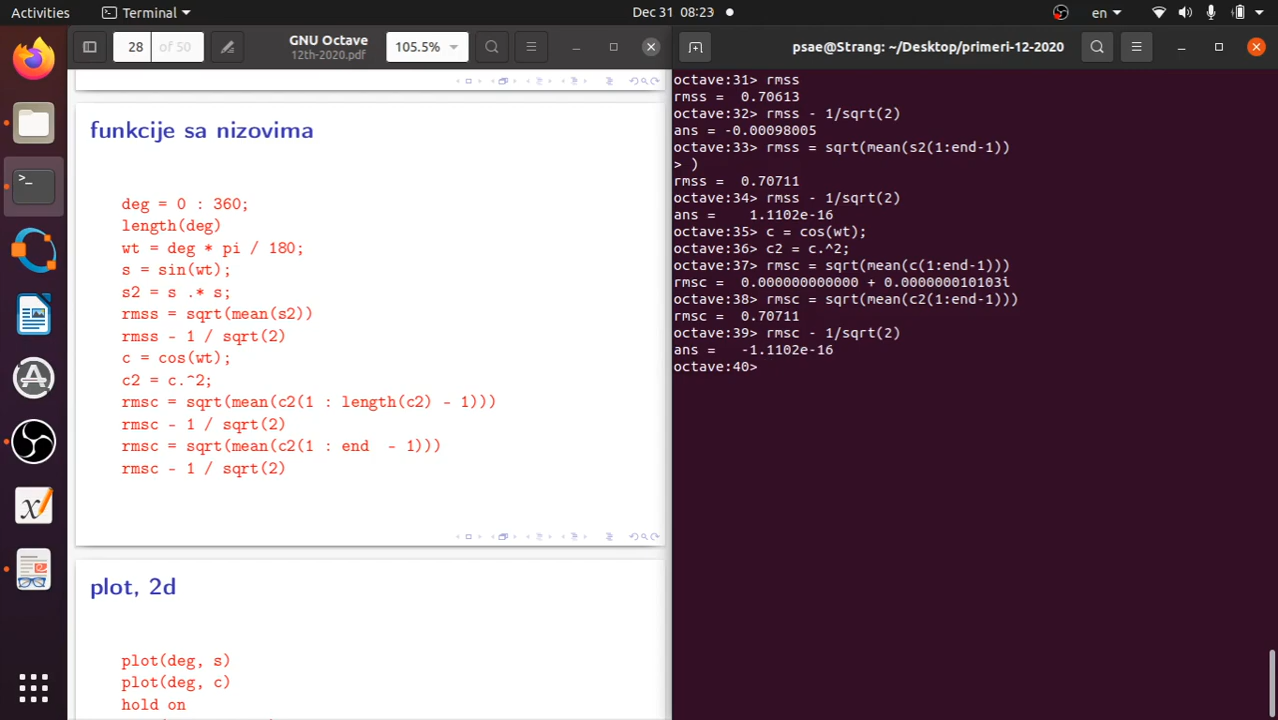 Activities
Terminal
Dec 31 08:23
en
28 of 50
GNU Octave
12th-2020.pdf
105.5%
psae@Strang: ~/Desktop/primeri-12-2020
funkcije sa nizovima
deg = 0 : 360;
length(deg)
wt = deg * pi / 180;
s = sin(wt);
s2 = s .* s;
rmss = sqrt(mean(s2))
rmss - 1 / sqrt(2)
c = cos(wt);
c2 = c.^2;
rmsc = sqrt(mean(c2(1 : length(c2) - 1)))
rmsc - 1 / sqrt(2)
rmsc = sqrt(mean(c2(1 : end  - 1)))
rmsc - 1 / sqrt(2)
plot, 2d
plot(deg, s)
plot(deg, c)
hold on
octave:31> rmss
rmss =  0.70613
octave:32> rmss - 1/sqrt(2)
ans = -0.00098005
octave:33> rmss = sqrt(mean(s2(1:end-1))
> )
rmss =  0.70711
octave:34> rmss - 1/sqrt(2)
ans =    1.1102e-16
octave:35> c = cos(wt);
octave:36> c2 = c.^2;
octave:37> rmsc = sqrt(mean(c(1:end-1)))
rmsc =  0.000000000000 + 0.000000010103i
octave:38> rmsc = sqrt(mean(c2(1:end-1)))
rmsc =  0.70711
octave:39> rmsc - 1/sqrt(2)
ans =   -1.1102e-16
octave:40>